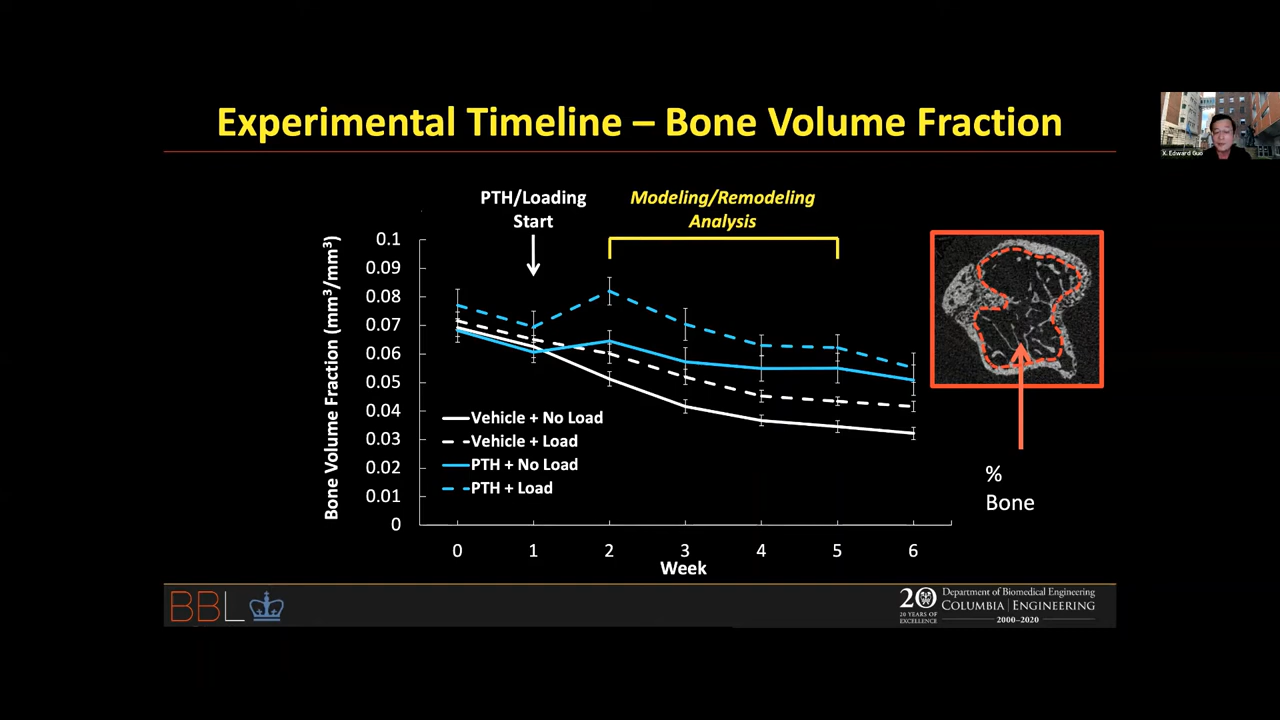 Experimental Timeline – Bone Volume Fraction
X. Edward Guo
PTH/Loading
Start
Modeling/Remodeling
Analysis
Bone Volume Fraction (mm³/mm³)
0.1
0.09
0.08
0.07
0.06
0.05
0.04
0.03
0.02
0.01
0
Vehicle + No Load
Vehicle + Load
PTH + No Load
PTH + Load
0 1 2 3 4 5 6
Week
%
Bone
BBL
20
20 YEARS OF
EXCELLENCE
Department of Biomedical Engineering
COLUMBIA | ENGINEERING
2000–2020